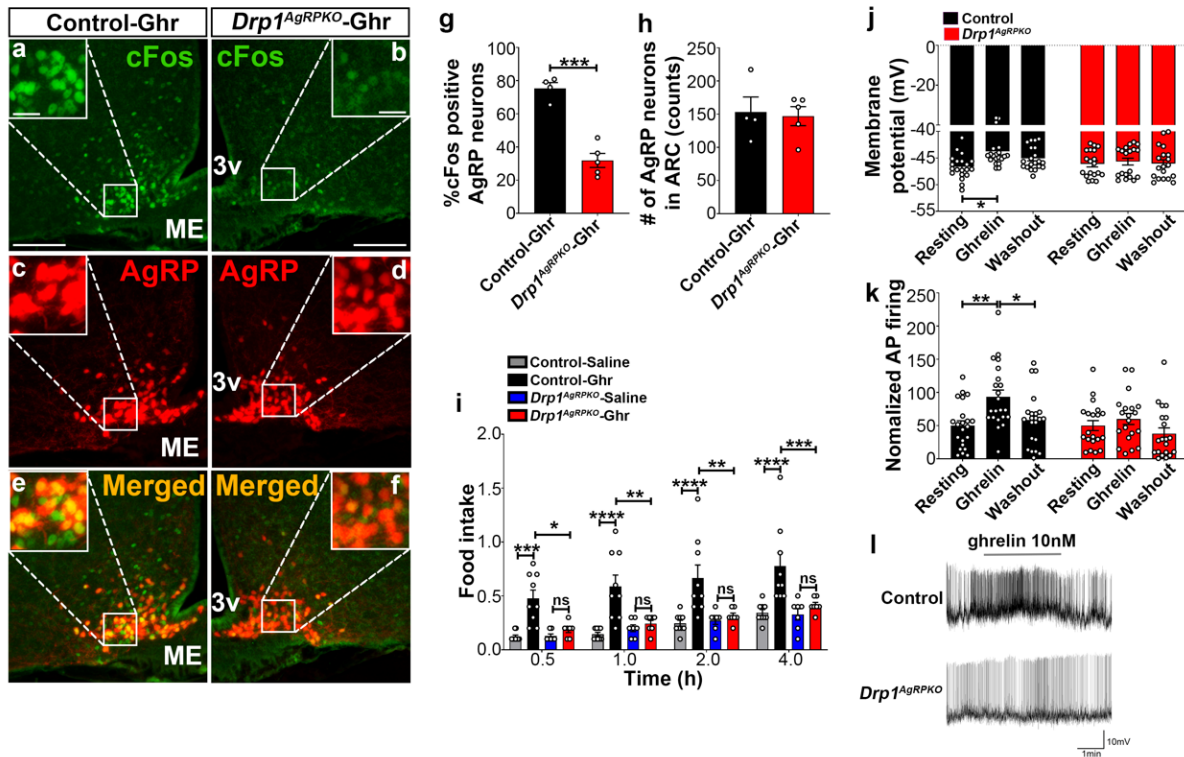 Control-Ghr
Drp1AgRPKO-Ghr
a
cFos
cFos
b
3v
ME
c
AgRP
AgRP
d
3v
ME
e
Merged
Merged
f
3v
ME
g
%cFos positive
AgRP neurons
100
80
60
40
20
0
***
Control-Ghr
Drp1AgRPKO-Ghr
h
# of AgRP neurons
in ARC (counts)
250
200
150
100
50
0
Control-Ghr
Drp1AgRPKO-Ghr
i
Control-Saline
Control-Ghr
Drp1AgRPKO-Saline
Drp1AgRPKO-Ghr
Food intake
2.0
1.5
1.0
0.5
0.0
***
*
ns
****
**
ns
****
**
ns
****
***
ns
0.5
1.0
2.0
4.0
Time (h)
j
Control
Drp1AgRPKO
Membrane
potential (mV)
0
-20
-40
-40
-45
-50
-55
*
Resting
Ghrelin
Washout
Resting
Ghrelin
Washout
k
Nomalized AP firing
250
200
150
100
50
0
**
*
Resting
Ghrelin
Washout
Resting
Ghrelin
Washout
l
ghrelin 10nM
Control
Drp1AgRPKO
10mV
1min